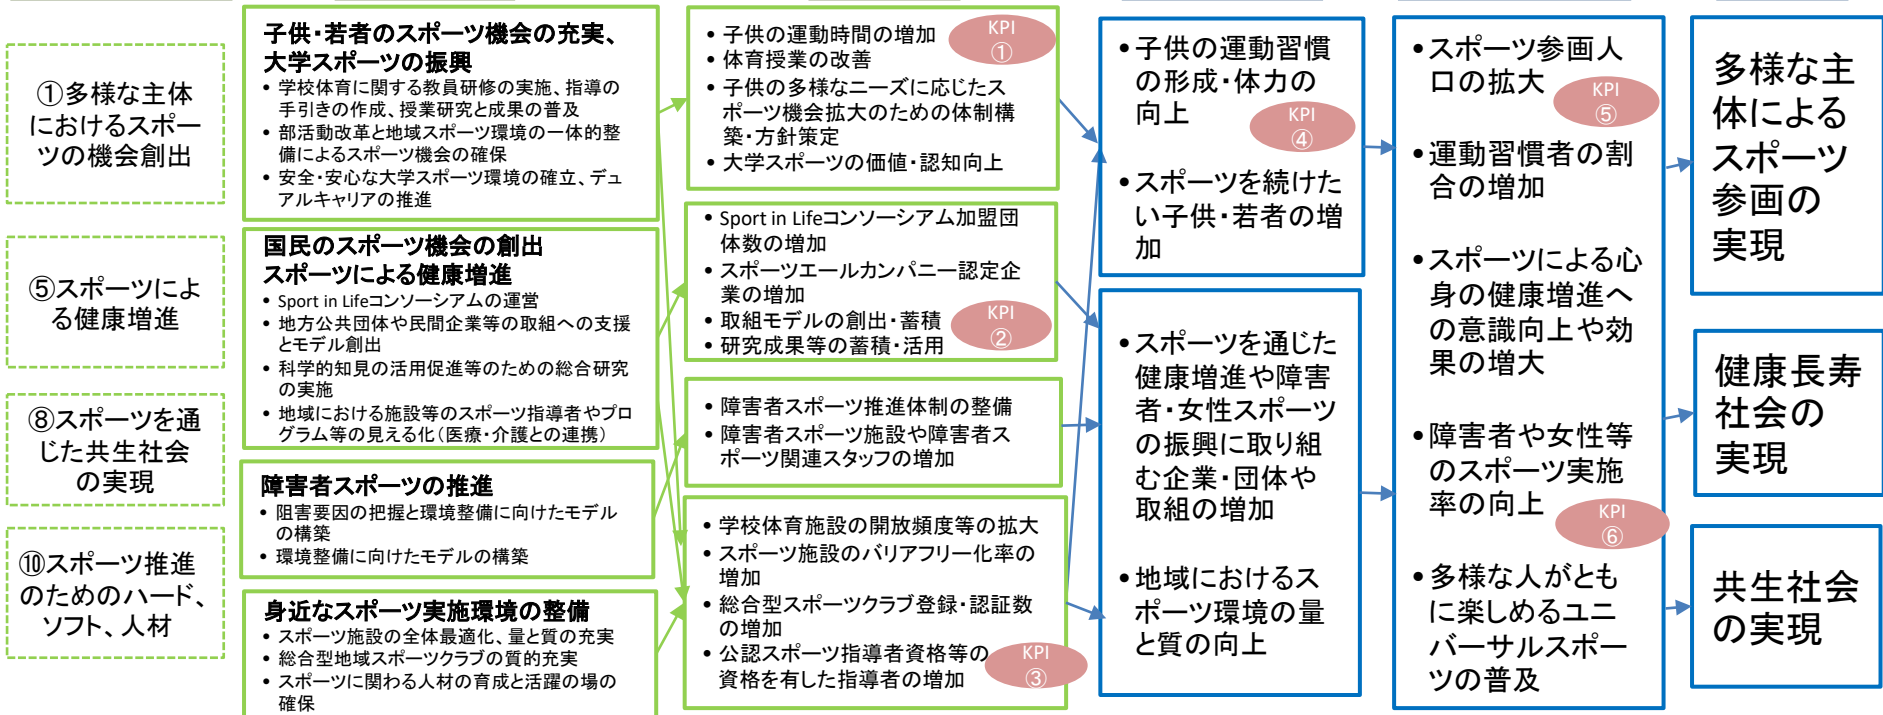 ①多様な主体
におけるスポー
ツの機会創出
⑤スポーツによ
る健康増進
⑧スポーツを通
じた共生社会
の実現
⑩スポーツ推進
のためのハード、
ソフト、人材
子供・若者のスポーツ機会の充実、
大学スポーツの振興
• 学校体育に関する教員研修の実施、指導の
手引きの作成、授業研究と成果の普及
• 部活動改革と地域スポーツ環境の一体的整
備によるスポーツ機会の確保
• 安全・安心な大学スポーツ環境の確立、デュ
アルキャリアの推進
国民のスポーツ機会の創出
スポーツによる健康増進
• Sport in Lifeコンソーシアムの運営
• 地方公共団体や民間企業等の取組への支援
とモデル創出
• 科学的知見の活用促進等のための総合研究
の実施
• 地域における施設等のスポーツ指導者やプロ
グラム等の見える化（医療・介護との連携）
障害者スポーツの推進
• 阻害要因の把握と環境整備に向けたモデル
の構築
• 環境整備に向けたモデルの構築
身近なスポーツ実施環境の整備
• スポーツ施設の全体最適化、量と質の充実
• 総合型地域スポーツクラブの質的充実
• スポーツに関わる人材の育成と活躍の場の
確保
• 子供の運動時間の増加
• 体育授業の改善
• 子供の多様なニーズに応じたス
ポーツ機会拡大のための体制構
築・方針策定
• 大学スポーツの価値・認知向上
KPI
①
• Sport in Lifeコンソーシアム加盟団
体数の増加
• スポーツエールカンパニー認定企
業の増加
• 取組モデルの創出・蓄積
• 研究成果等の蓄積・活用
KPI
②
• 障害者スポーツ推進体制の整備
• 障害者スポーツ施設や障害者ス
ポーツ関連スタッフの増加
• 学校体育施設の開放頻度等の拡大
• スポーツ施設のバリアフリー化率の
増加
• 総合型スポーツクラブ登録・認証数
の増加
• 公認スポーツ指導者資格等の
資格を有した指導者の増加
KPI
③
•子供の運動習慣
の形成・体力の
向上
KPI
④
•スポーツを続けた
い子供・若者の増
加
•スポーツを通じた
健康増進や障害
者・女性スポーツ
の振興に取り組
む企業・団体や
取組の増加
•地域におけるス
ポーツ環境の量
と質の向上
•スポーツ参画人
口の拡大
KPI
⑤
•運動習慣者の割
合の増加
•スポーツによる心
身の健康増進へ
の意識向上や効
果の増大
•障害者や女性等
のスポーツ実施
率の向上
KPI
⑥
•多様な人がとも
に楽しめるユニ
バーサルスポー
ツの普及
多様な主
体による
スポーツ
参画の
実現
健康長寿
社会の
実現
共生社会
の実現